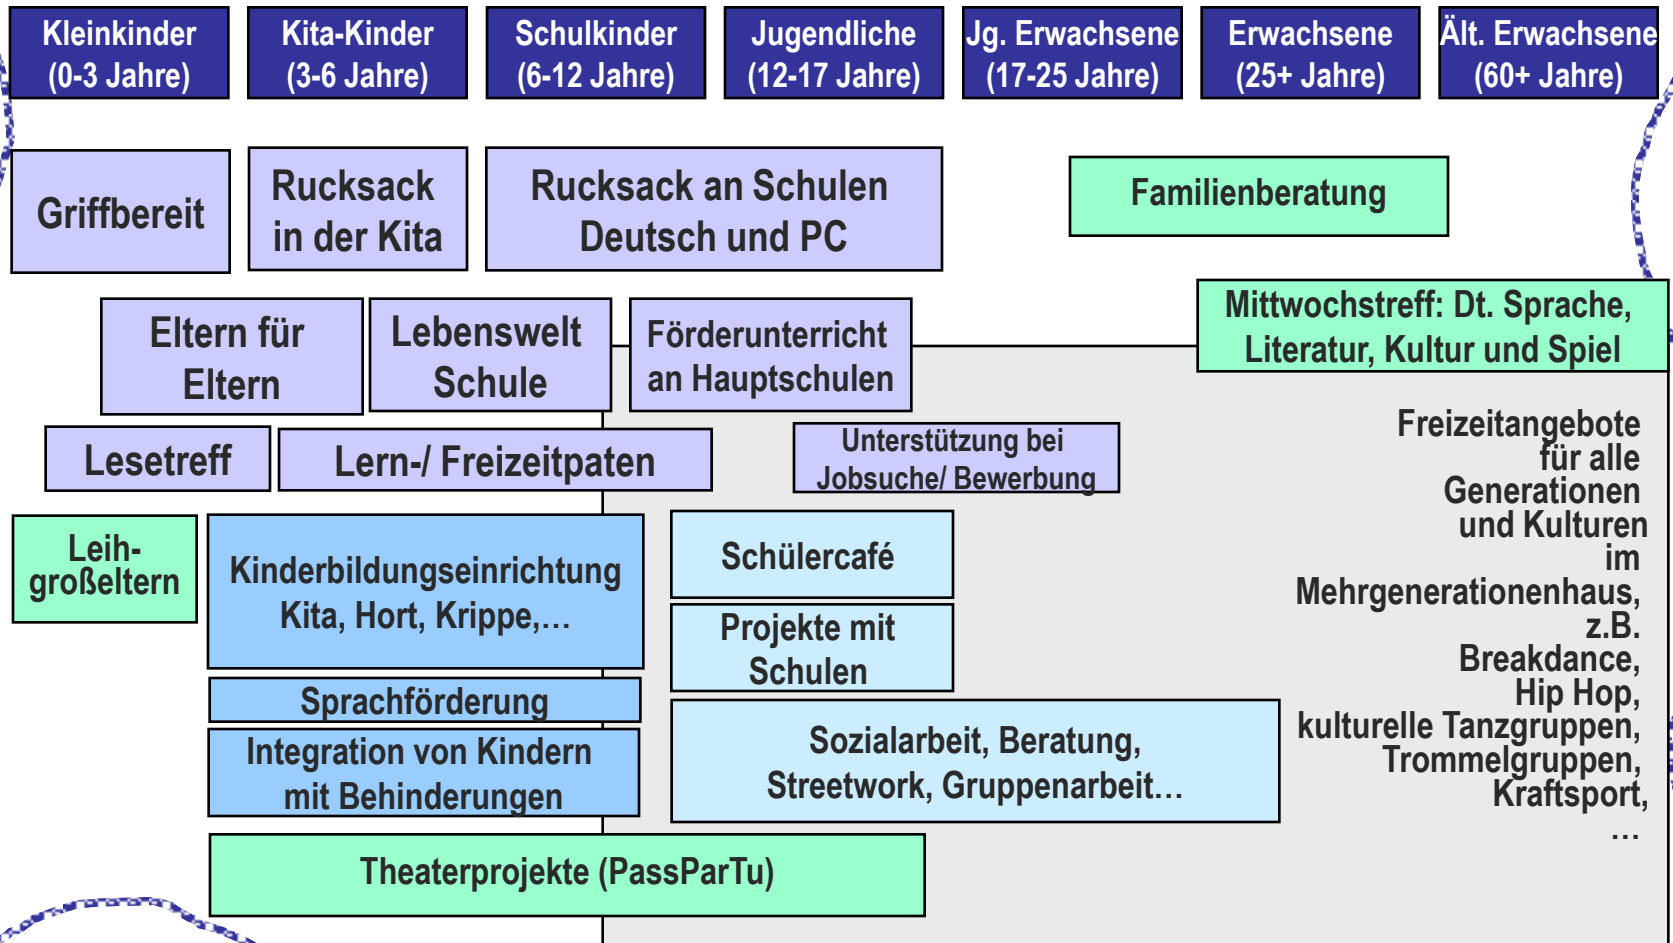 Kleinkinder
(0-3 Jahre)
Kita-Kinder
(3-6 Jahre)
Schulkinder
(6-12 Jahre)
Jugendliche
(12-17 Jahre)
Jg. Erwachsene
(17-25 Jahre)
Erwachsene
(25+ Jahre)
Ält. Erwachsene
(60+ Jahre)
Griffbereit
Rucksack
in der Kita
Rucksack an Schulen
Deutsch und PC
Familienberatung
Eltern für
Eltern
Lebenswelt
Schule
Förderunterricht
an Hauptschulen
Mittwochstreff: Dt. Sprache,
Literatur, Kultur und Spiel
Lesetreff
Lern-/ Freizeitpaten
Unterstützung bei
Jobsuche/ Bewerbung
Freizeitangebote
für alle
Generationen
und Kulturen
im
Mehrgenerationenhaus,
z.B.
Breakdance,
Hip Hop,
kulturelle Tanzgruppen,
Trommelgruppen,
Kraftsport,
…
Leih-
großeltern
Kinderbildungseinrichtung
Kita, Hort, Krippe,…
Schülercafé
Projekte mit
Schulen
Sprachförderung
Integration von Kindern
mit Behinderungen
Sozialarbeit, Beratung,
Streetwork, Gruppenarbeit…
Theaterprojekte (PassParTu)